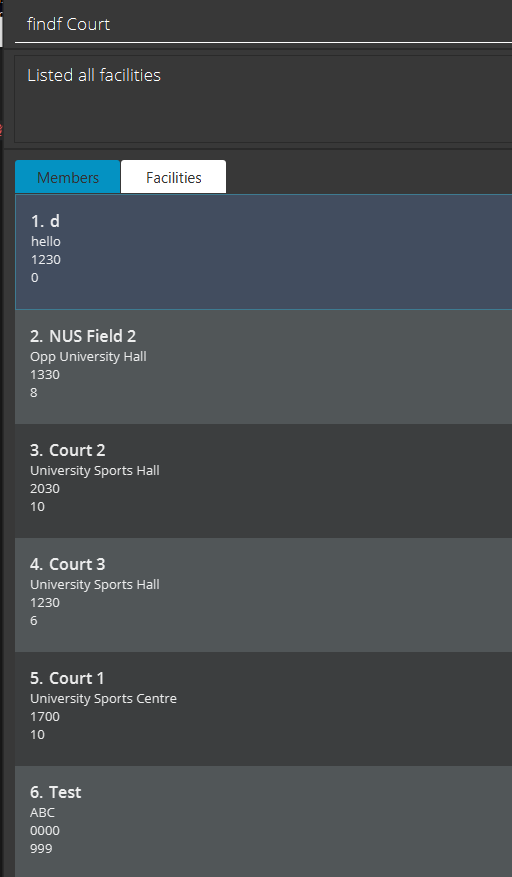 findf Court
Listed all facilities
Members
Facilities
1. d
hello
1230
0
2. NUS Field 2
Opp University Hall
1330
8
3. Court 2
University Sports Hall
2030
10
4. Court 3
University Sports Hall
1230
6
5. Court 1
University Sports Centre
1700
10
6. Test
ABC
0000
999